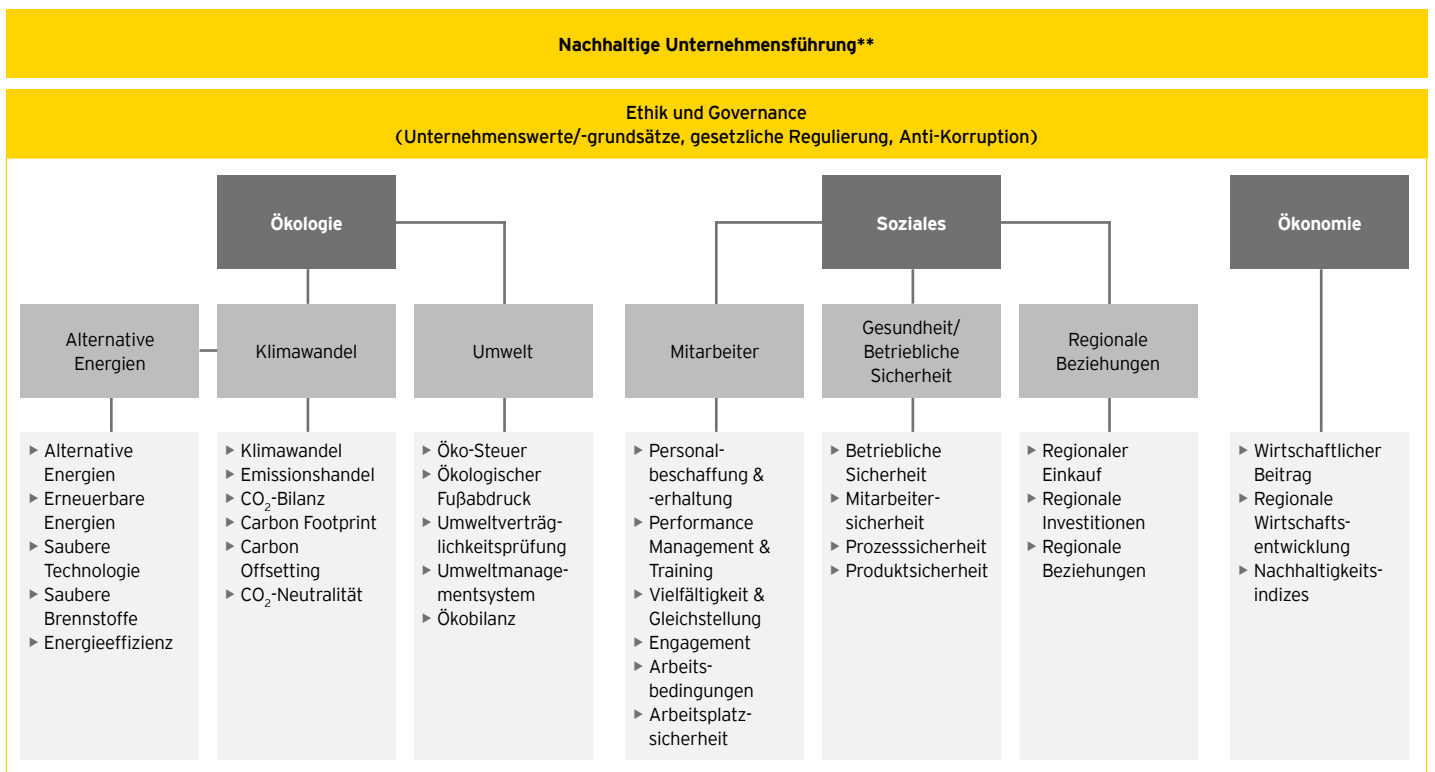 Nachhaltige Unternehmensführung**
Ethik und Governance
(Unternehmenswerte/-grundsätze, gesetzliche Regulierung, Anti-Korruption)
Ökologie
Soziales
Ökonomie
Alternative
Energien
Klimawandel
Umwelt
Mitarbeiter
Gesundheit/
Betriebliche
Sicherheit
Regionale
Beziehungen
▸ Alternative
Energien
▸ Erneuerbare
Energien
▸ Saubere
Technologie
▸ Saubere
Brennstoffe
▸ Energieeffizienz
▸ Klimawandel
▸ Emissionshandel
▸ CO₂-Bilanz
▸ Carbon Footprint
▸ Carbon
Offsetting
▸ CO₂-Neutralität
▸ Öko-Steuer
▸ Ökologischer
Fußabdruck
▸ Umweltverträg-
lichkeitsprüfung
▸ Umweltmanage-
mentsystem
▸ Ökobilanz
▸ Personal-
beschaffung &
-erhaltung
▸ Performance
Management &
Training
▸ Vielfältigkeit &
Gleichstellung
▸ Engagement
▸ Arbeits-
bedingungen
▸ Arbeitsplatz-
sicherheit
▸ Betriebliche
Sicherheit
▸ Mitarbeiter-
sicherheit
▸ Prozesssicherheit
▸ Produktsicherheit
▸ Regionaler
Einkauf
▸ Regionale
Investitionen
▸ Regionale
Beziehungen
▸ Wirtschaftlicher
Beitrag
▸ Regionale
Wirtschafts-
entwicklung
▸ Nachhaltigkeits-
indizes